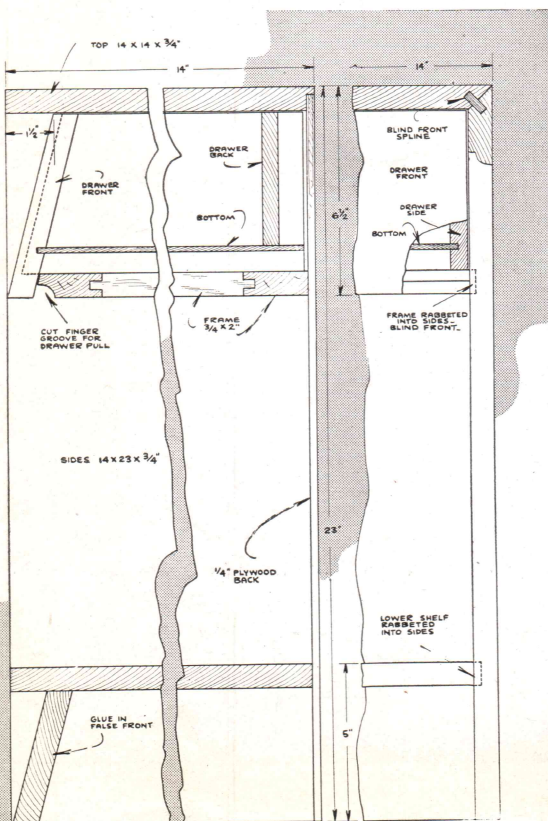 TOP 14 X 14 X 3/4"
14"
14"
1 1/2"
DRAWER
FRONT
DRAWER
BACK
BOTTOM
6 1/2"
BLIND FRONT
SPLINE
DRAWER
FRONT
DRAWER
SIDE
BOTTOM
CUT FINGER
GROOVE FOR
DRAWER PULL
FRAME
3/4 X 2"
FRAME RABBETED
INTO SIDES -
BLIND FRONT -
SIDES 14 X 23 X 3/4"
23"
1/4" PLYWOOD
BACK
LOWER SHELF
RABBETED
INTO SIDES
GLUE IN
FALSE FRONT
5"